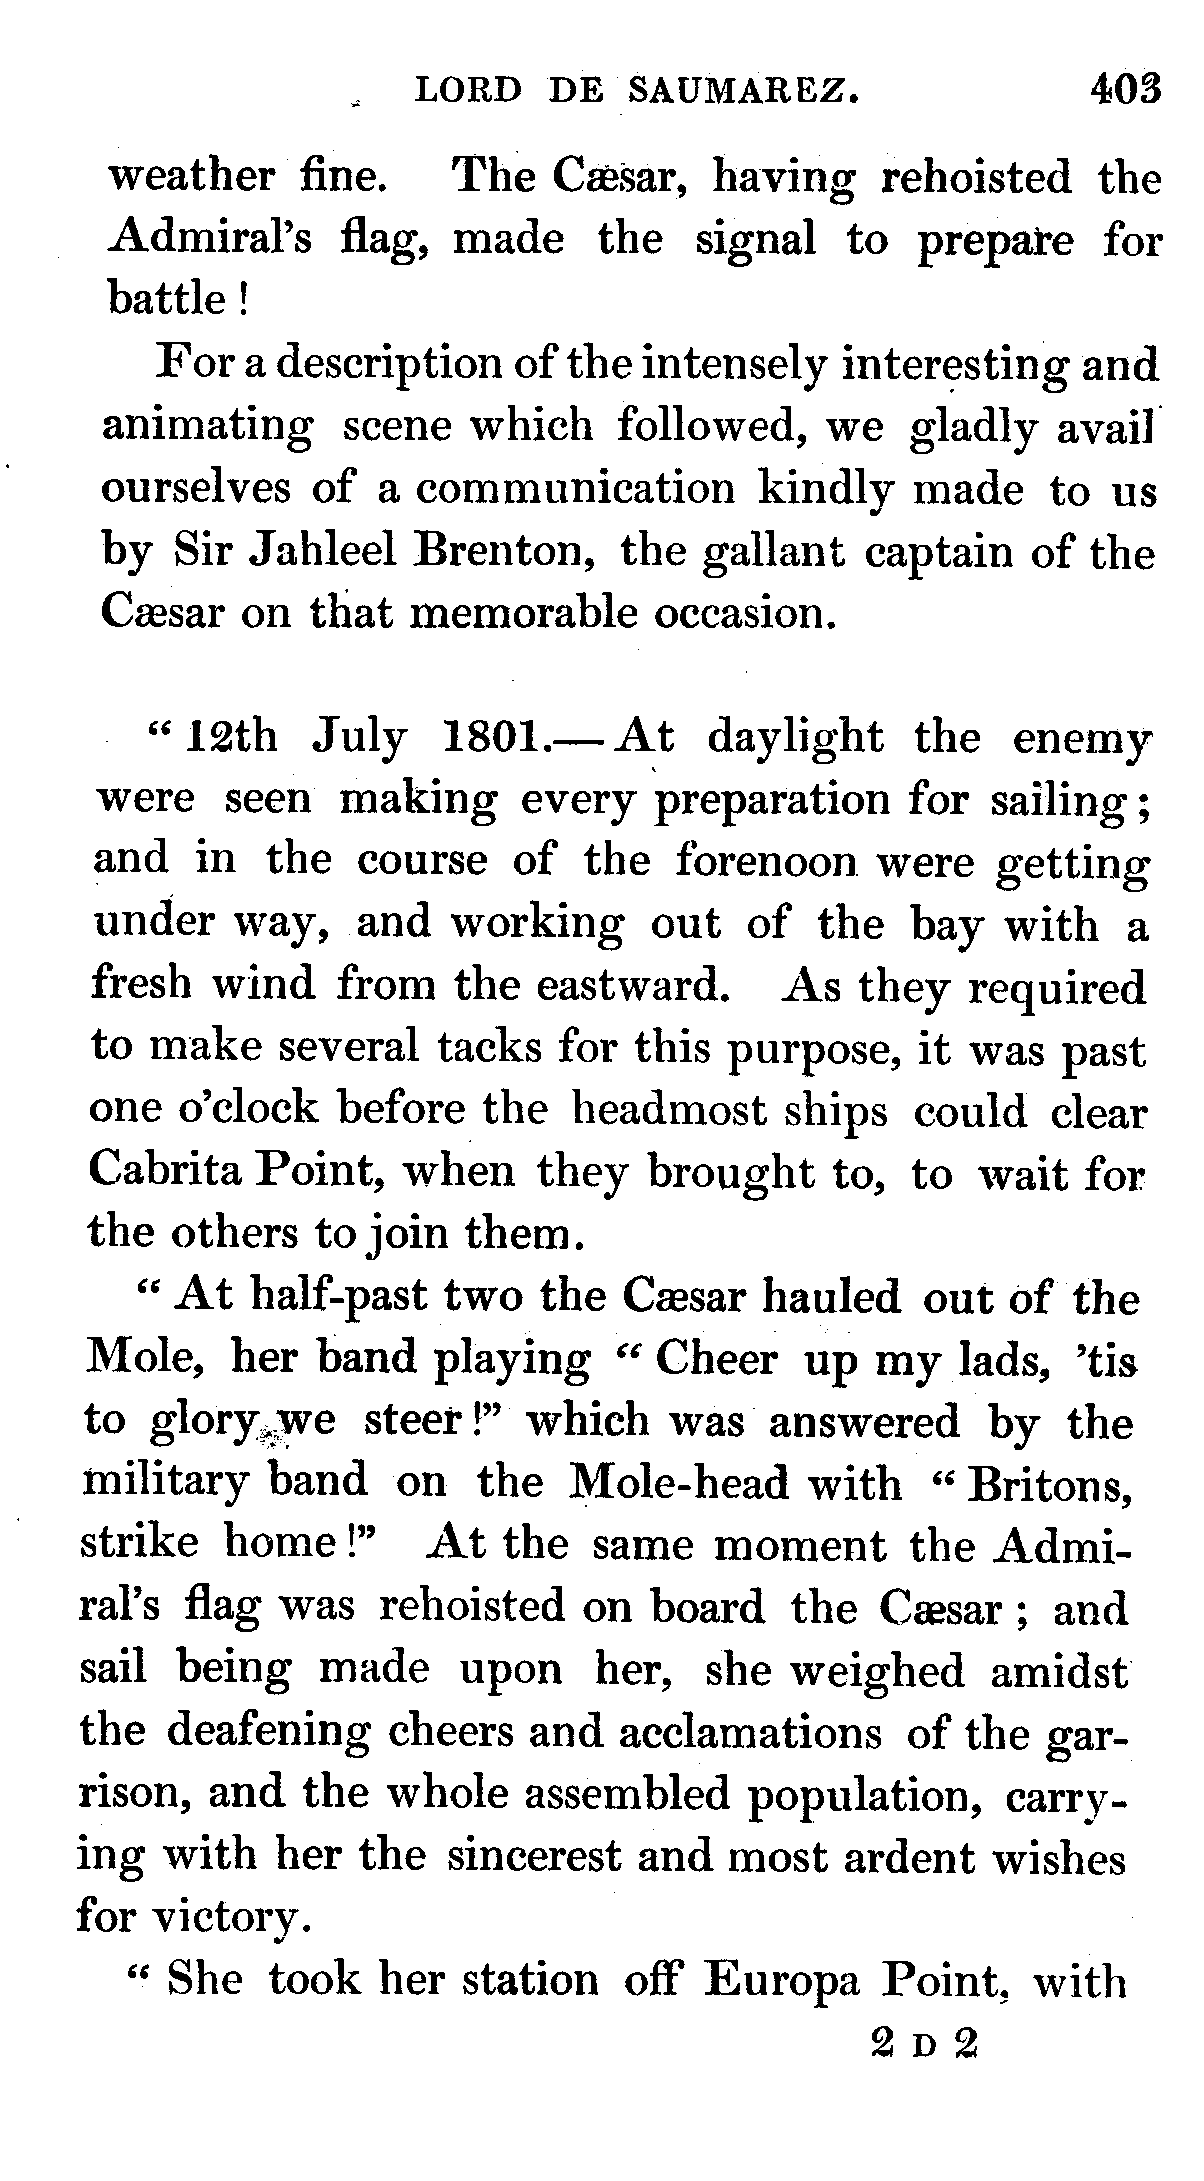 LORD DE SAUMAREZ. 403
weather fine. The Cæsar, having rehoisted the
Admiral's flag, made the signal to prepare for
battle !
For a description of the intensely interesting and
animating scene which followed, we gladly avail
ourselves of a communication kindly made to us
by Sir Jahleel Brenton, the gallant captain of the
Cæsar on that memorable occasion.
“ 12th July 1801.—At daylight the enemy
were seen making every preparation for sailing ;
and in the course of the forenoon were getting
under way, and working out of the bay with a
fresh wind from the eastward. As they required
to make several tacks for this purpose, it was past
one o’clock before the headmost ships could clear
Cabrita Point, when they brought to, to wait for
the others to join them.
“ At half-past two the Cæsar hauled out of the
Mole, her band playing “ Cheer up my lads, ’tis
to glory we steer !” which was answered by the
military band on the Mole-head with “ Britons,
strike home !” At the same moment the Admi-
ral’s flag was rehoisted on board the Cæsar ; and
sail being made upon her, she weighed amidst
the deafening cheers and acclamations of the gar-
rison, and the whole assembled population, carry-
ing with her the sincerest and most ardent wishes
for victory.
“ She took her station off Europa Point, with
2 D 2